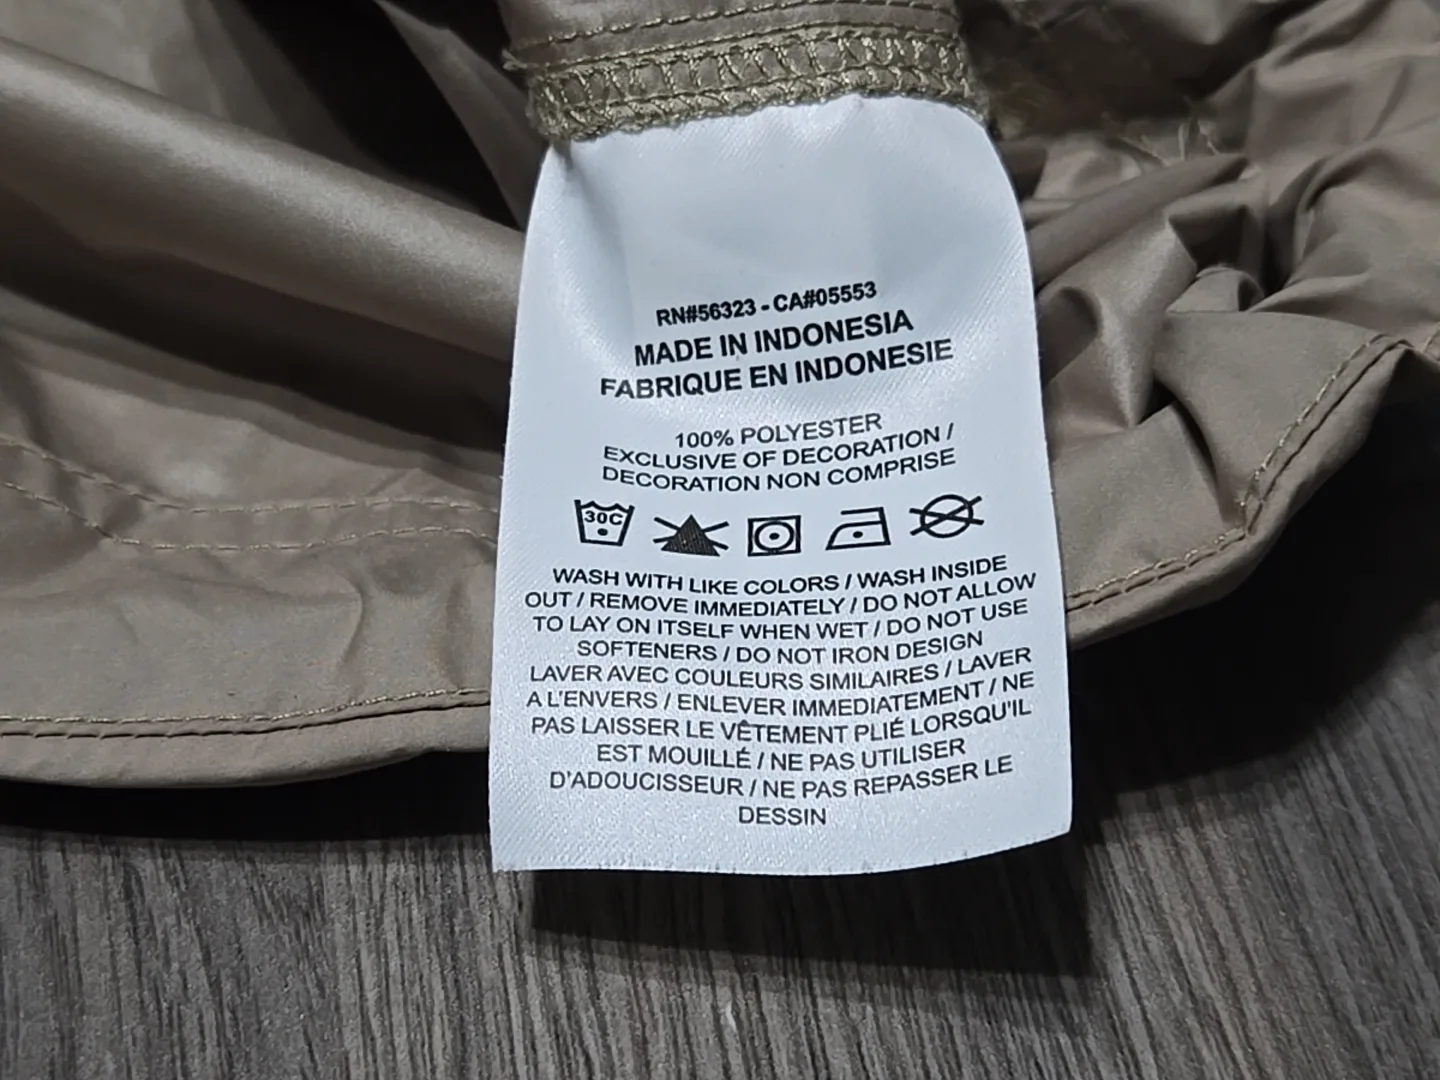 RN#56323 - CA#05553
MADE IN INDONESIA
FABRIQUE EN INDONESIE
100% POLYESTER
EXCLUSIVE OF DECORATION /
DECORATION NON COMPRISE
30C
WASH WITH LIKE COLORS / WASH INSIDE
OUT / REMOVE IMMEDIATELY / DO NOT ALLOW
TO LAY ON ITSELF WHEN WET / DO NOT USE
SOFTENERS / DO NOT IRON DESIGN
LAVER AVEC COULEURS SIMILAIRES / LAVER
A L'ENVERS / ENLEVER IMMEDIATEMENT / NE
PAS LAISSER LE VÊTEMENT PLIÉ LORSQU'IL
EST MOUILLÉ / NE PAS UTILISER
D'ADOUCISSEUR / NE PAS REPASSER LE
DESSIN